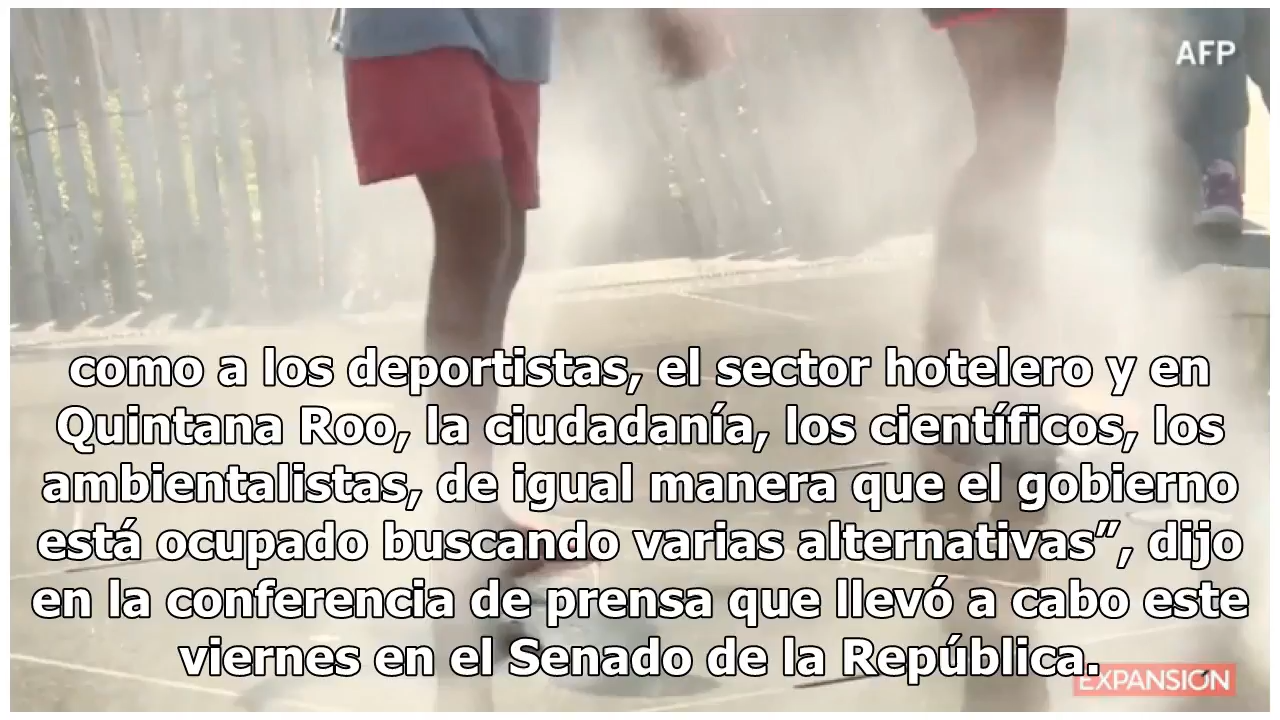 AFP
como a los deportistas, el sector hotelero y en
Quintana Roo, la ciudadanía, los científicos, los
ambientalistas, de igual manera que el gobierno
está ocupado buscando varias alternativas”, dijo
en la conferencia de prensa que llevó a cabo este
viernes en el Senado de la República.
EXPANSIÓN